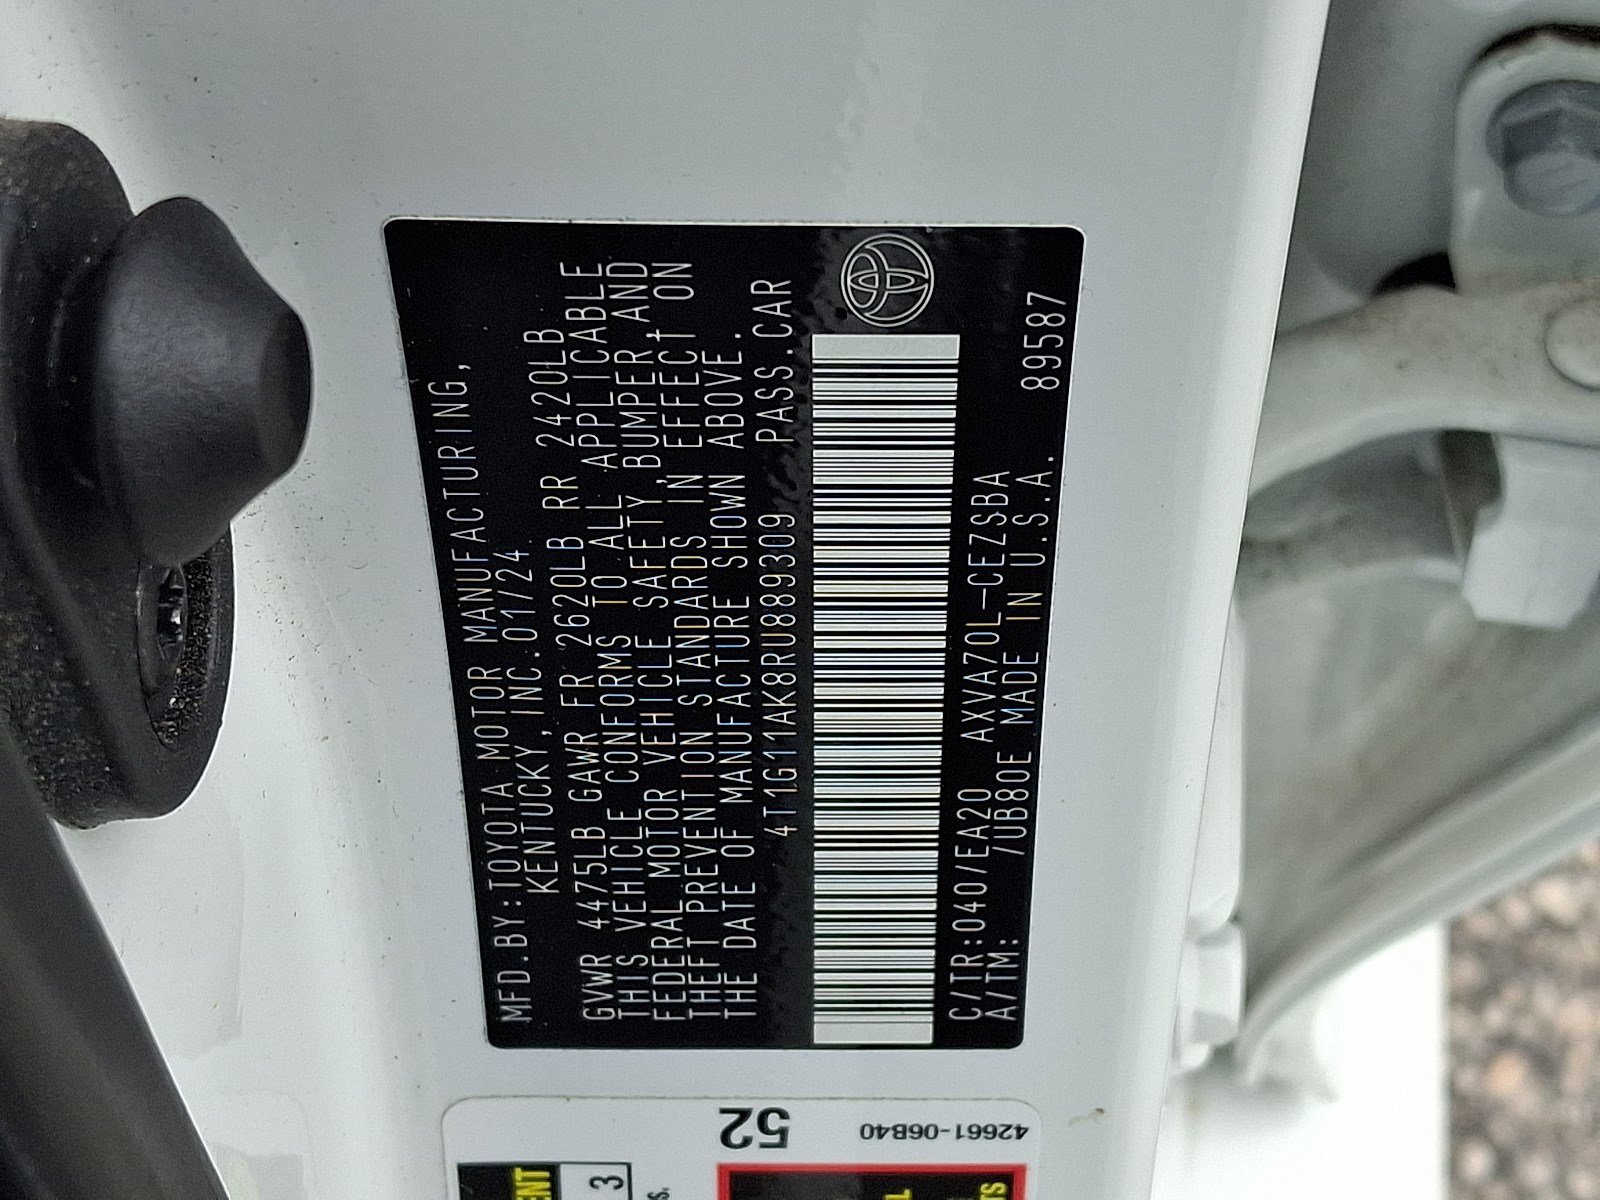 MFD.BY:TOYOTA MOTOR MANUFACTURING,
KENTUCKY,INC.01/24
GVWR 4475LB GAWR FR 2620LB RR 2420LB
THIS VEHICLE CONFORMS TO ALL APPLICABLE
FEDERAL MOTOR VEHICLE SAFETY,BUMPER AND
THEFT PREVENTION STANDARDS IN EFFECT ON
THE DATE OF MANUFACTURE SHOWN ABOVE.
4T1G11AK8RU889309 PASS.CAR
C/TR:040/EA20 AXVA70L-CEZSBA
A/TM: /UB80E MADE IN U.S.A. 89587
42661-06B40
52
3